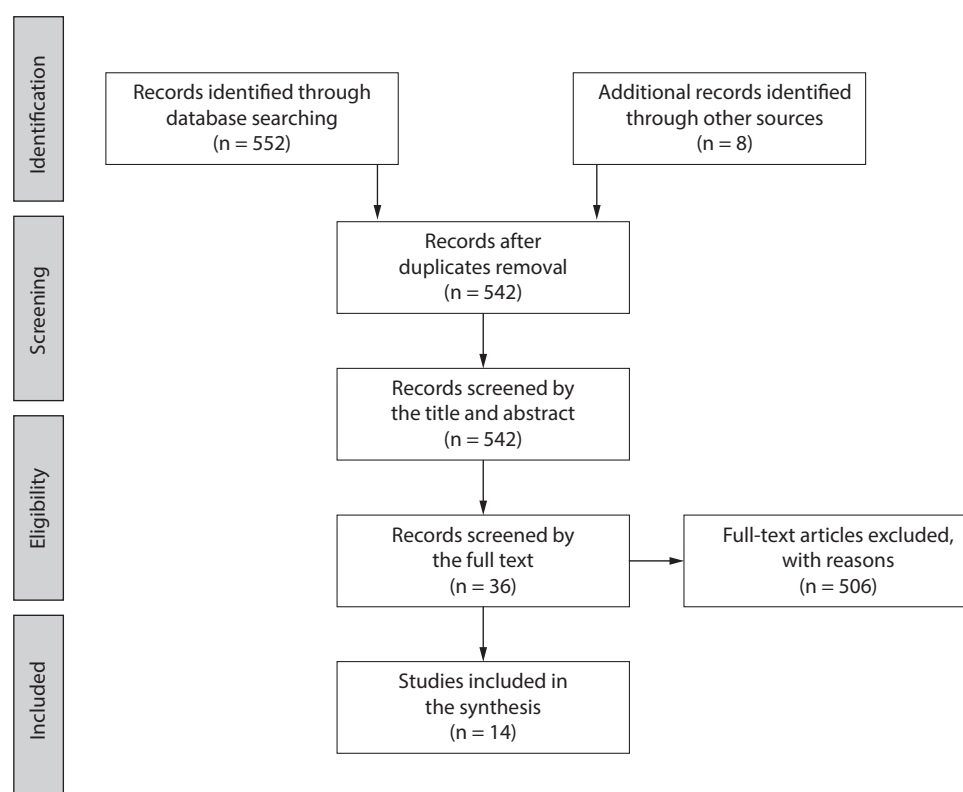 Identification
Records identified through
database searching
(n = 552)
Additional records identified
through other sources
(n = 8)
Screening
Records after
duplicates removal
(n = 542)
Records screened by
the title and abstract
(n = 542)
Eligibility
Records screened by
the full text
(n = 36)
Full-text articles excluded,
with reasons
(n = 506)
Included
Studies included in
the synthesis
(n = 14)